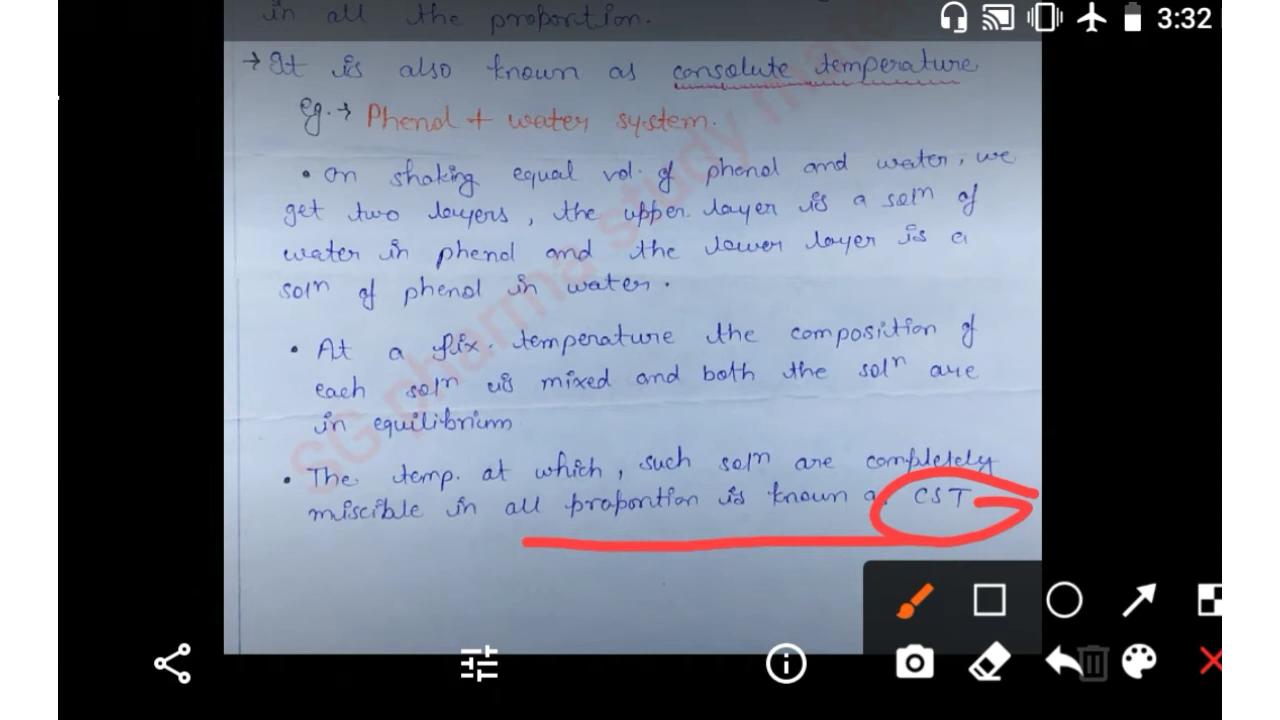 3:32
in all the proportion.
→ It is also known as consolute temperature
eg. → Phenol + water system.
• On shaking equal vol. of phenol and water, we
get two layers, the upper layer is a solⁿ of
water in phenol and the lower layer is a
solⁿ of phenol in water.
• At a fix. temperature the composition of
each solⁿ is mixed and both the solⁿ are
in equilibrium
• The temp. at which, such solⁿ are completely
miscible in all proportion is known a. CST
SG pharma study